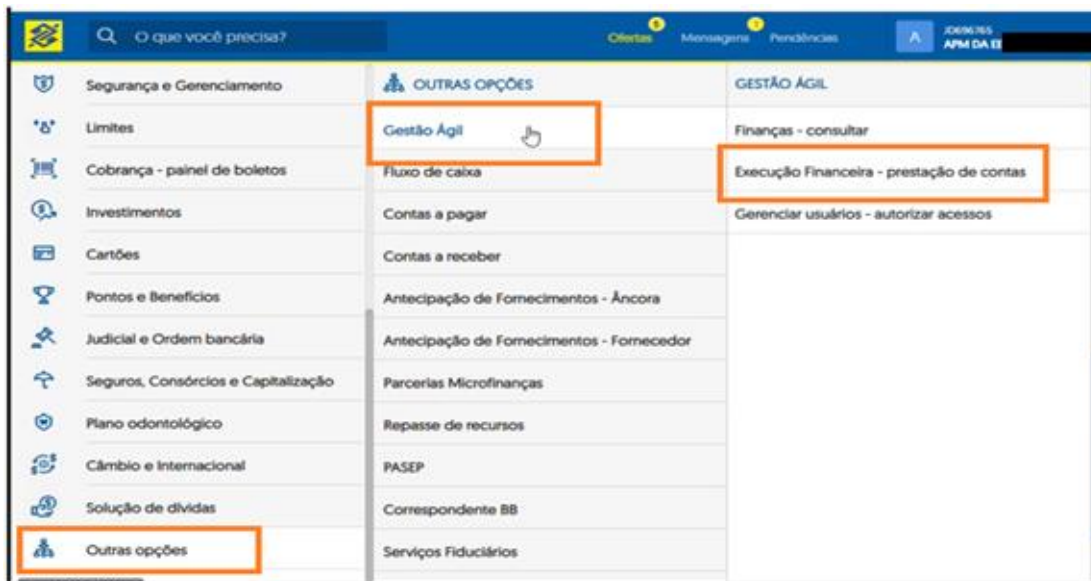 O que você precisa?
Ofertas
Mensagens
Pendências
A
APM DA EE
Segurança e Gerenciamento
Limites
Cobrança - painel de boletos
Investimentos
Cartões
Pontos e Benefícios
Judicial e Ordem bancária
Seguros, Consórcios e Capitalização
Plano odontológico
Câmbio e Internacional
Solução de dívidas
Outras opções
OUTRAS OPÇÕES
Gestão Ágil
Fluxo de caixa
Contas a pagar
Contas a receber
Antecipação de Fornecimentos - Âncora
Antecipação de Fornecimentos - Fornecedor
Parcerias Microfinanças
Repasse de recursos
PASEP
Correspondente BB
Serviços Fiduciários
GESTÃO ÁGIL
Finanças - consultar
Execução Financeira - prestação de contas
Gerenciar usuários - autorizar acessos